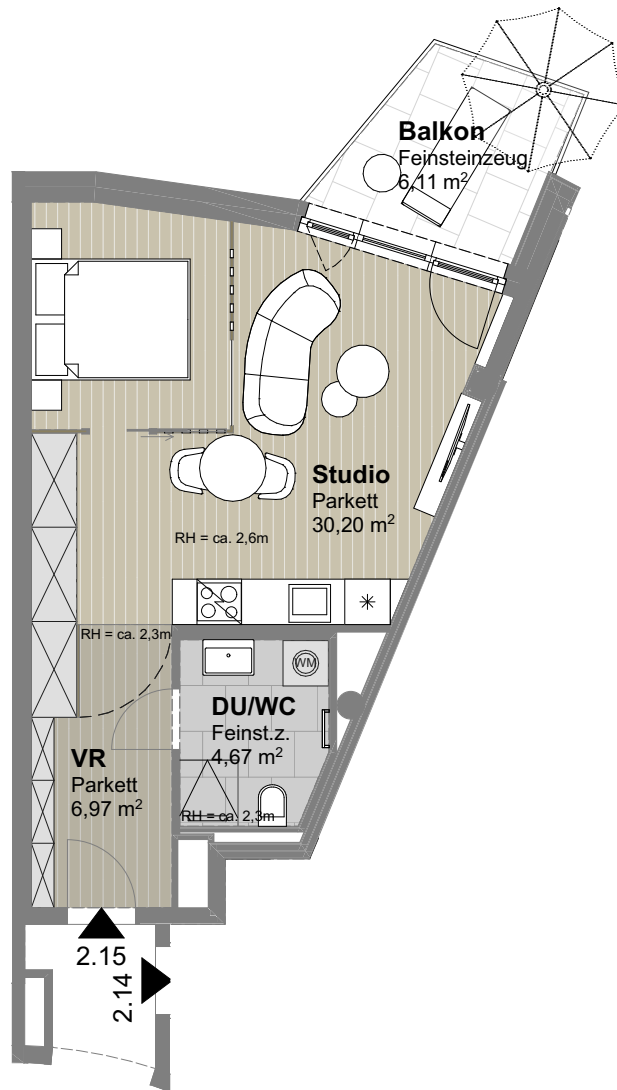 Balkon
Feinsteinzeug
6,11 m²
Studio
Parkett
30,20 m²
RH = ca. 2,6m
RH = ca. 2,3m
WM
DU/WC
Feinst.z.
4,67 m²
VR
Parkett
6,97 m²
RH = ca. 2,3m
2.15
2.14